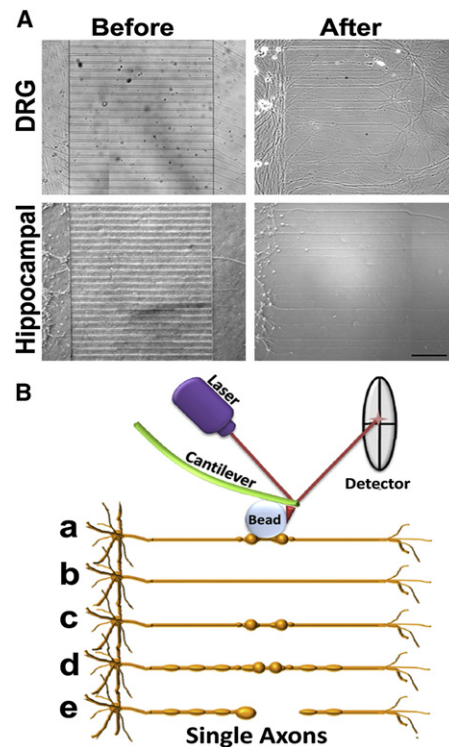 A
Before
After
DRG
Hippocampal
B
Laser
Cantilever
Detector
Bead
a
b
c
d
e
Single Axons